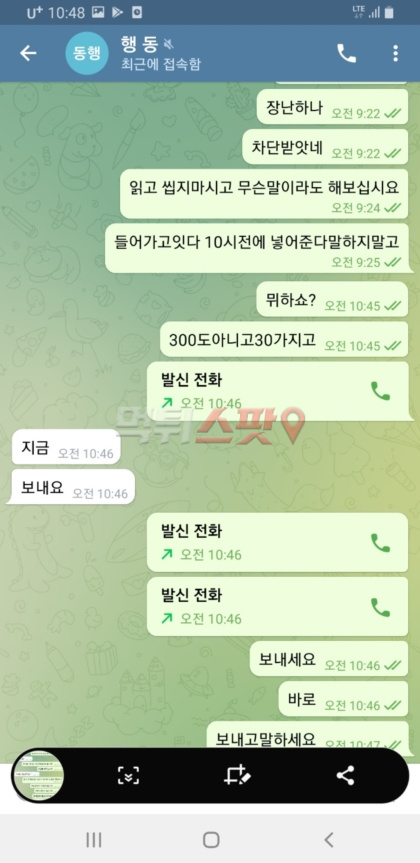 U+ 10:48
LTE
동행
행 동
최근에 접속함
장난하나 오전 9:22
차단받앗네 오전 9:22
읽고 씹지마시고 무슨말이라도 해보십시요
오전 9:24
들어가고잇다 10시전에 넣어준다말하지말고
오전 9:25
뮈하쇼? 오전 10:45
300도아니고30가지고 오전 10:45
발신 전화
오전 10:46
먹튀스팟
지금 오전 10:46
보내요 오전 10:46
발신 전화
오전 10:46
발신 전화
오전 10:46
보내세요 오전 10:46
바로 오전 10:46
보내고말하세요 오전 10:47